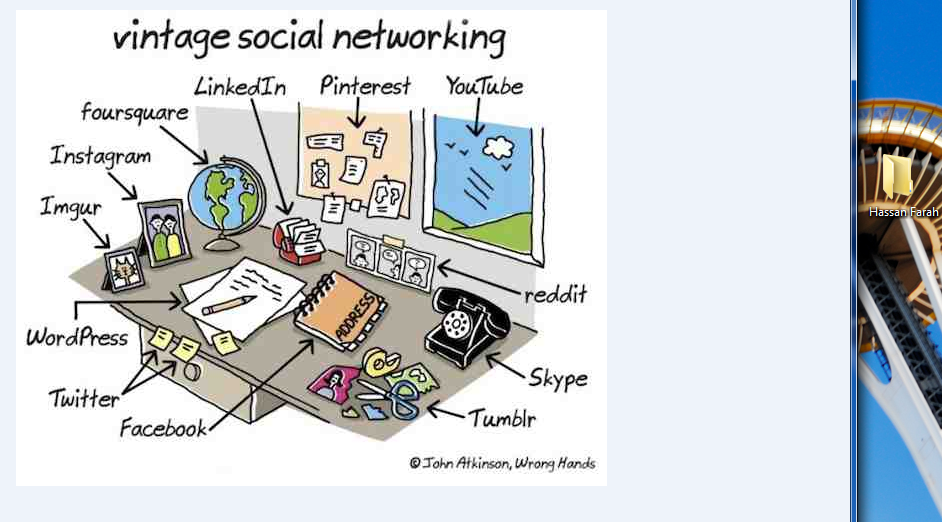 vintage social networking
LinkedIn
Pinterest
YouTube
foursquare
Instagram
Imgur
reddit
ADDRESS
WordPress
Skype
Twitter
Tumblr
Facebook
© John Atkinson, Wrong Hands
Hassan Farah